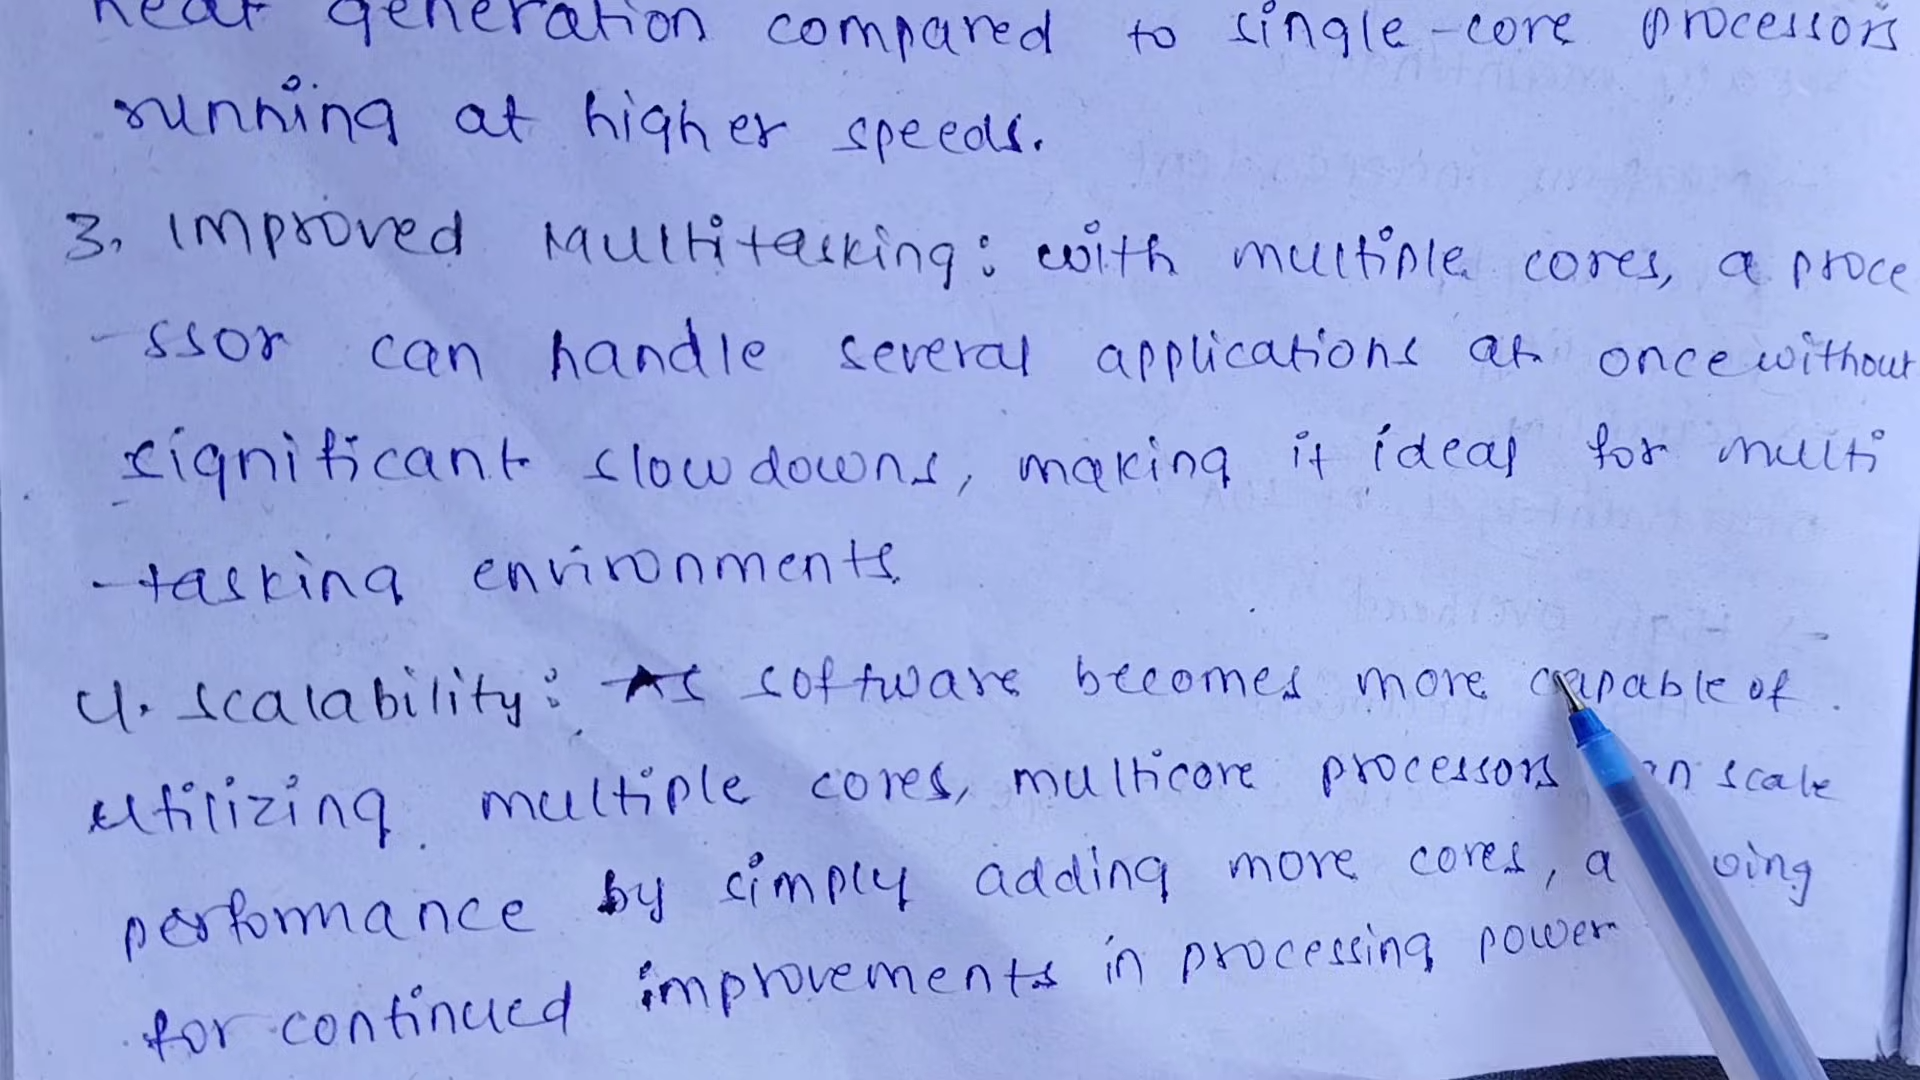 heat generation compared to single-core processors
running at higher speeds.
3. Improved Multitasking: with multiple cores, a proce
-ssor can handle several applications at once without
significant slowdowns, making it ideal for multi
-tasking environments.
4. Scalability: As software becomes more capable of
utilizing multiple cores, multicore processors scale
performance by simply adding more cores,
for continued improvements in processing power